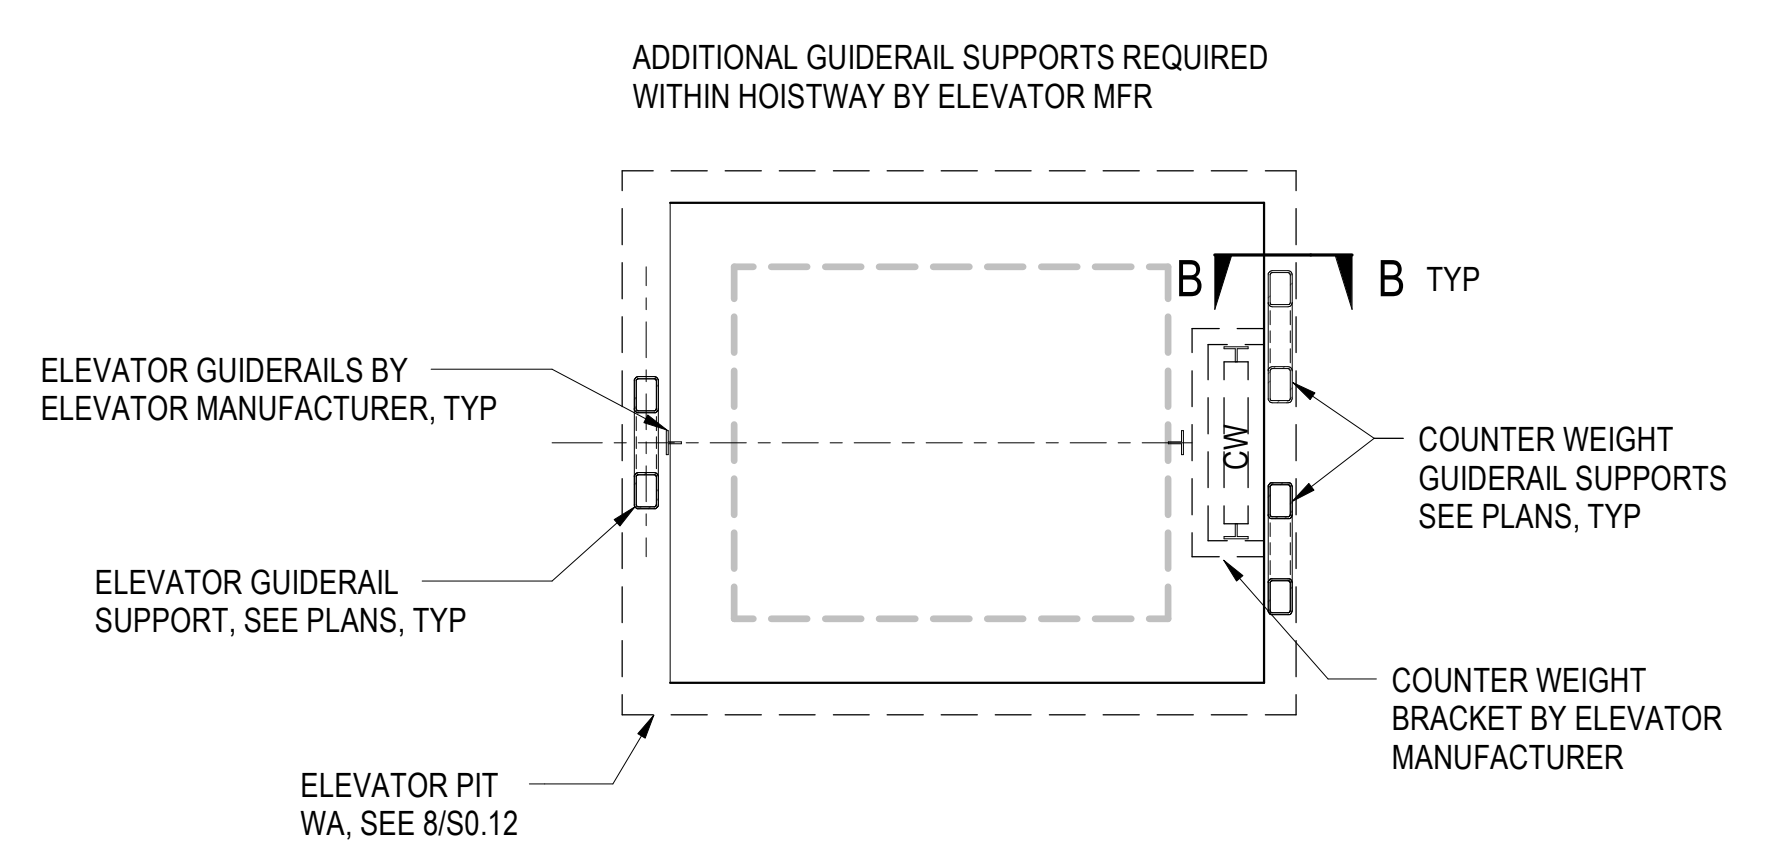 ADDITIONAL GUIDERAIL SUPPORTS REQUIRED
WITHIN HOISTWAY BY ELEVATOR MFR
B
B TYP
ELEVATOR GUIDERAILS BY
ELEVATOR MANUFACTURER, TYP
CW
COUNTER WEIGHT
GUIDERAIL SUPPORTS
SEE PLANS, TYP
ELEVATOR GUIDERAIL
SUPPORT, SEE PLANS, TYP
COUNTER WEIGHT
BRACKET BY ELEVATOR
MANUFACTURER
ELEVATOR PIT
WA, SEE 8/S0.12